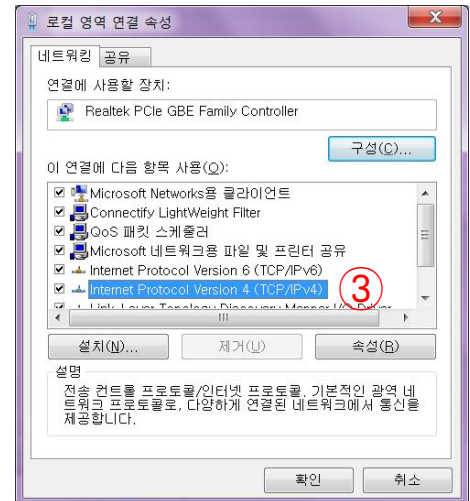 로컬 영역 연결 속성
네트워킹 공유
연결에 사용할 장치:
Realtek PCIe GBE Family Controller
구성(C)...
이 연결에 다음 항목 사용(O):
Microsoft Networks용 클라이언트
Connectify LightWeight Filter
QoS 패킷 스케줄러
Microsoft 네트워크용 파일 및 프린터 공유
Internet Protocol Version 6 (TCP/IPv6)
Internet Protocol Version 4 (TCP/IPv4)
③
Link-Layer Topology Discovery Mapper I/O Driver
설치(N)... 제거(U) 속성(R)
설명
전송 컨트롤 프로토콜/인터넷 프로토콜. 기본적인 광역 네
트워크 프로토콜로, 다양하게 연결된 네트워크에서 통신을
제공합니다.
확인 취소